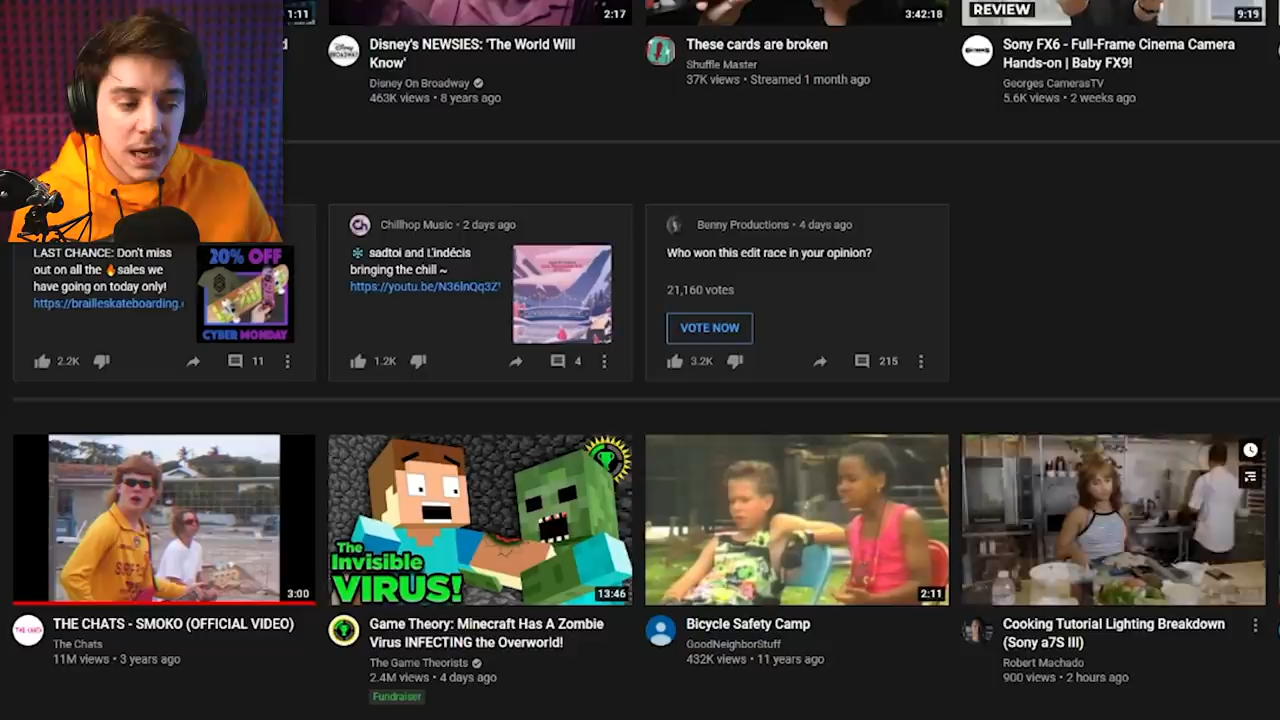 1:11
2:17
3:42:18
REVIEW
9:19
Disney's NEWSIES: 'The World Will
Know'
Disney On Broadway
463K views • 8 years ago
These cards are broken
Shuffle Master
37K views • Streamed 1 month ago
Sony FX6 - Full-Frame Cinema Camera
Hands-on | Baby FX9!
Georges CamerasTV
5.6K views • 2 weeks ago
LAST CHANCE: Don't miss
out on all the 🔥sales we
have going on today only!
https://brailleskateboarding.
20% OFF
CYBER MONDAY
2.2K
11
Chillhop Music • 2 days ago
❄ sadtoi and L'indécis
bringing the chill ~
https://youtu.be/N36lnQq3Z
1.2K
4
Benny Productions • 4 days ago
Who won this edit race in your opinion?
21,160 votes
VOTE NOW
3.2K
215
3:00
THE CHATS - SMOKO (OFFICIAL VIDEO)
The Chats
11M views • 3 years ago
The
Invisible
VIRUS!
13:46
Game Theory: Minecraft Has A Zombie
Virus INFECTING the Overworld!
The Game Theorists
2.4M views • 4 days ago
Fundraiser
2:11
Bicycle Safety Camp
GoodNeighborStuff
432K views • 11 years ago
Cooking Tutorial Lighting Breakdown
(Sony a7S III)
Robert Machado
900 views • 2 hours ago